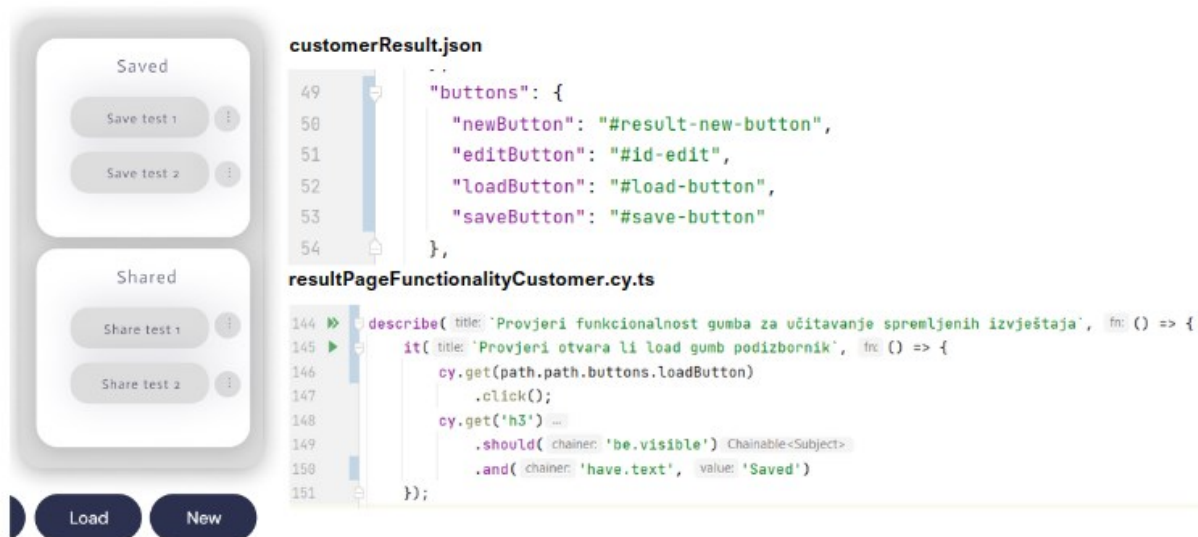 Saved
Save test 1
Save test 2
Shared
Share test 1
Share test 2
Load
New
customerResult.json
49 "buttons": {
50 "newButton": "#result-new-button",
51 "editButton": "#id-edit",
52 "loadButton": "#load-button",
53 "saveButton": "#save-button"
54 },
resultPageFunctionalityCustomer.cy.ts
144 describe( title: `Provjeri funkcionalnost gumba za učitavanje spremljenih izvještaja`, fn: () => {
145 it( title: `Provjeri otvara li load gumb podizbornik`, fn: () => {
146 cy.get(path.path.buttons.loadButton)
147 .click();
148 cy.get('h3') …
149 .should( chainer: 'be.visible') Chainable<Subject>
150 .and( chainer: 'have.text', value: 'Saved')
151 });